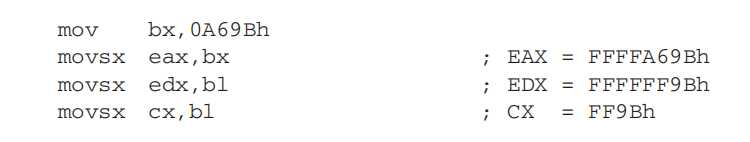 mov bx,0A69Bh
movsx eax,bx ; EAX = FFFFA69Bh
movsx edx,bl ; EDX = FFFFFF9Bh
movsx cx,bl ; CX = FF9Bh